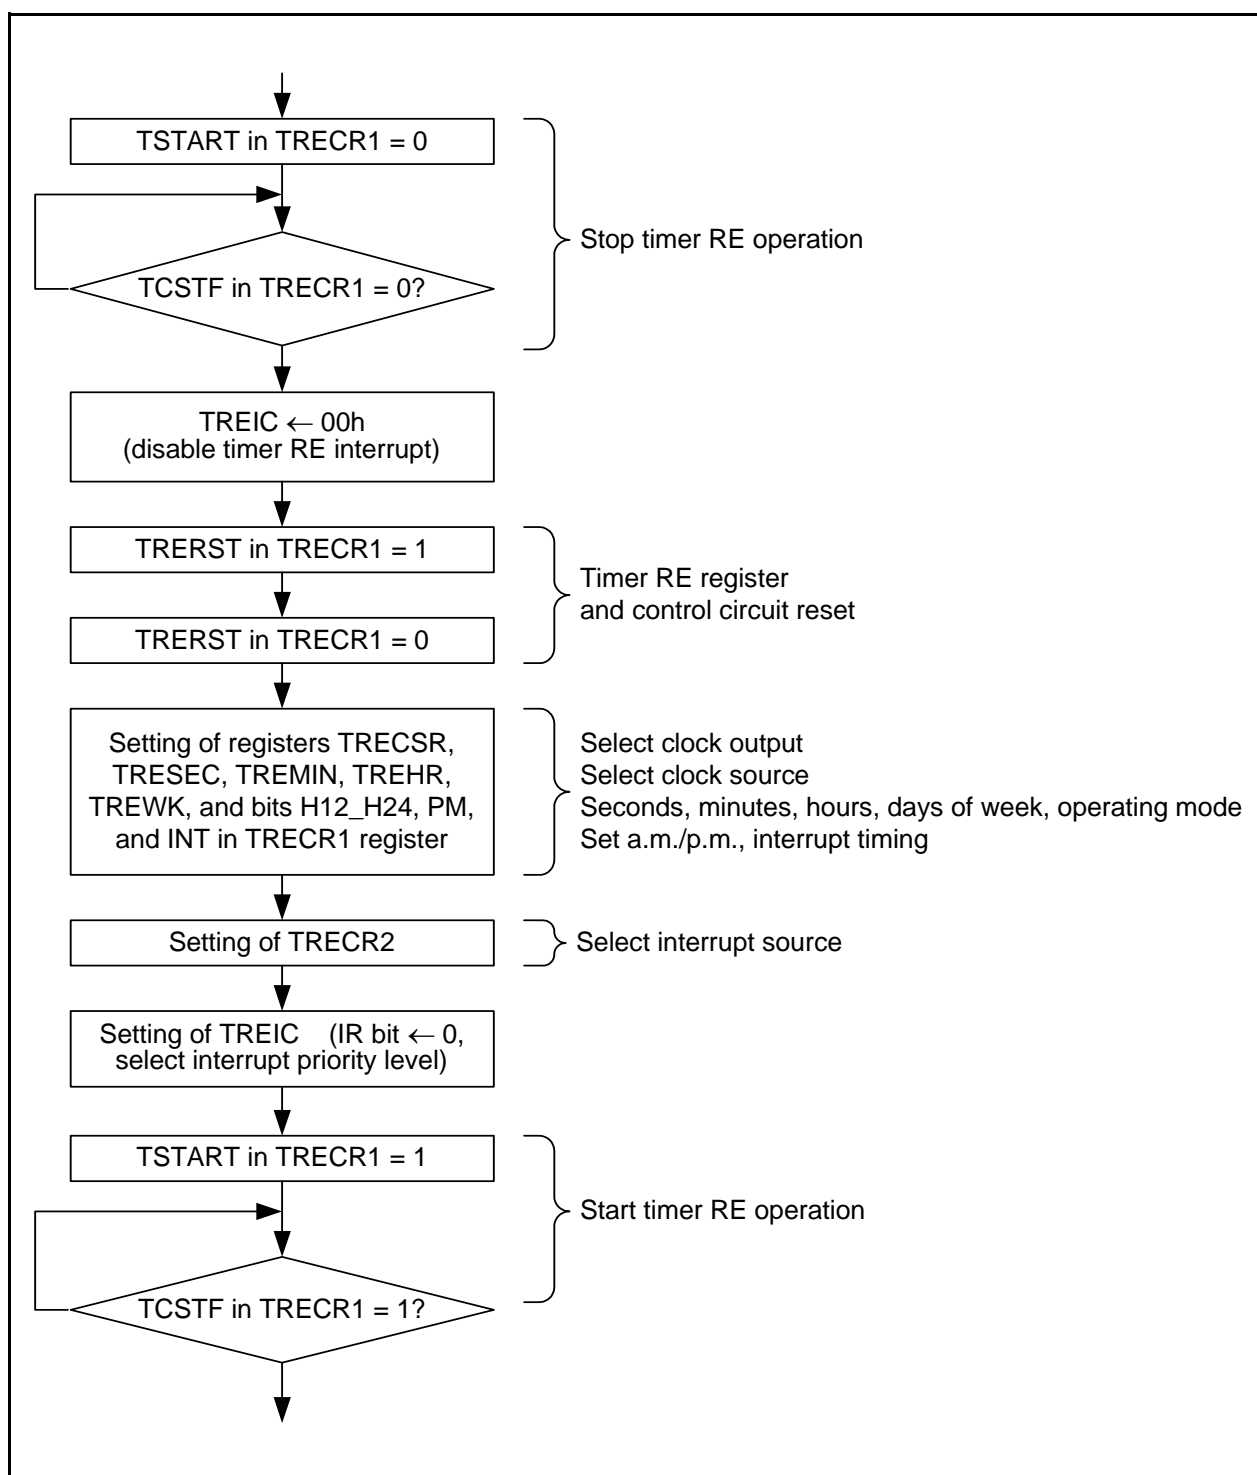 TSTART in TRECR1 = 0
Stop timer RE operation
TCSTF in TRECR1 = 0?
TREIC ← 00h
(disable timer RE interrupt)
TRERST in TRECR1 = 1
Timer RE register
and control circuit reset
TRERST in TRECR1 = 0
Setting of registers TRECSR,
TRESEC, TREMIN, TREHR,
TREWK, and bits H12_H24, PM,
and INT in TRECR1 register
Select clock output
Select clock source
Seconds, minutes, hours, days of week, operating mode
Set a.m./p.m., interrupt timing
Setting of TRECR2
Select interrupt source
Setting of TREIC (IR bit ← 0,
select interrupt priority level)
TSTART in TRECR1 = 1
Start timer RE operation
TCSTF in TRECR1 = 1?